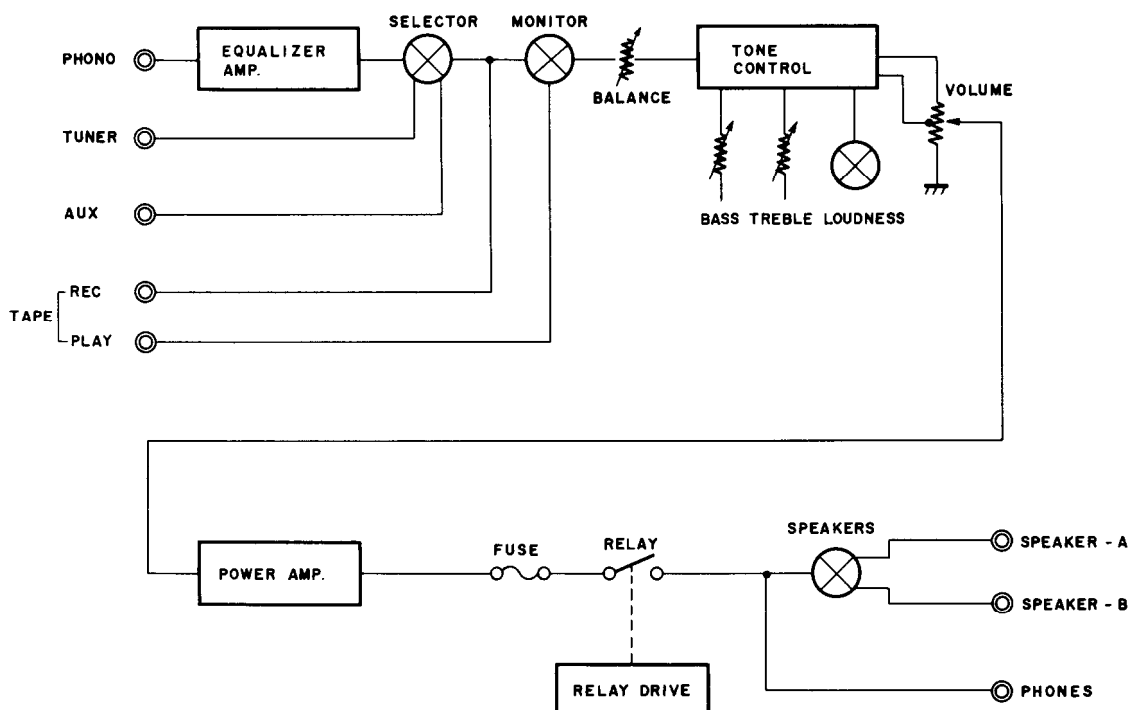 SELECTOR
MONITOR
PHONO
EQUALIZER
AMP.
TONE
CONTROL
BALANCE
VOLUME
TUNER
AUX
BASS TREBLE LOUDNESS
REC
TAPE
PLAY
SPEAKERS
FUSE
RELAY
SPEAKER - A
POWER AMP.
SPEAKER - B
RELAY DRIVE
PHONES